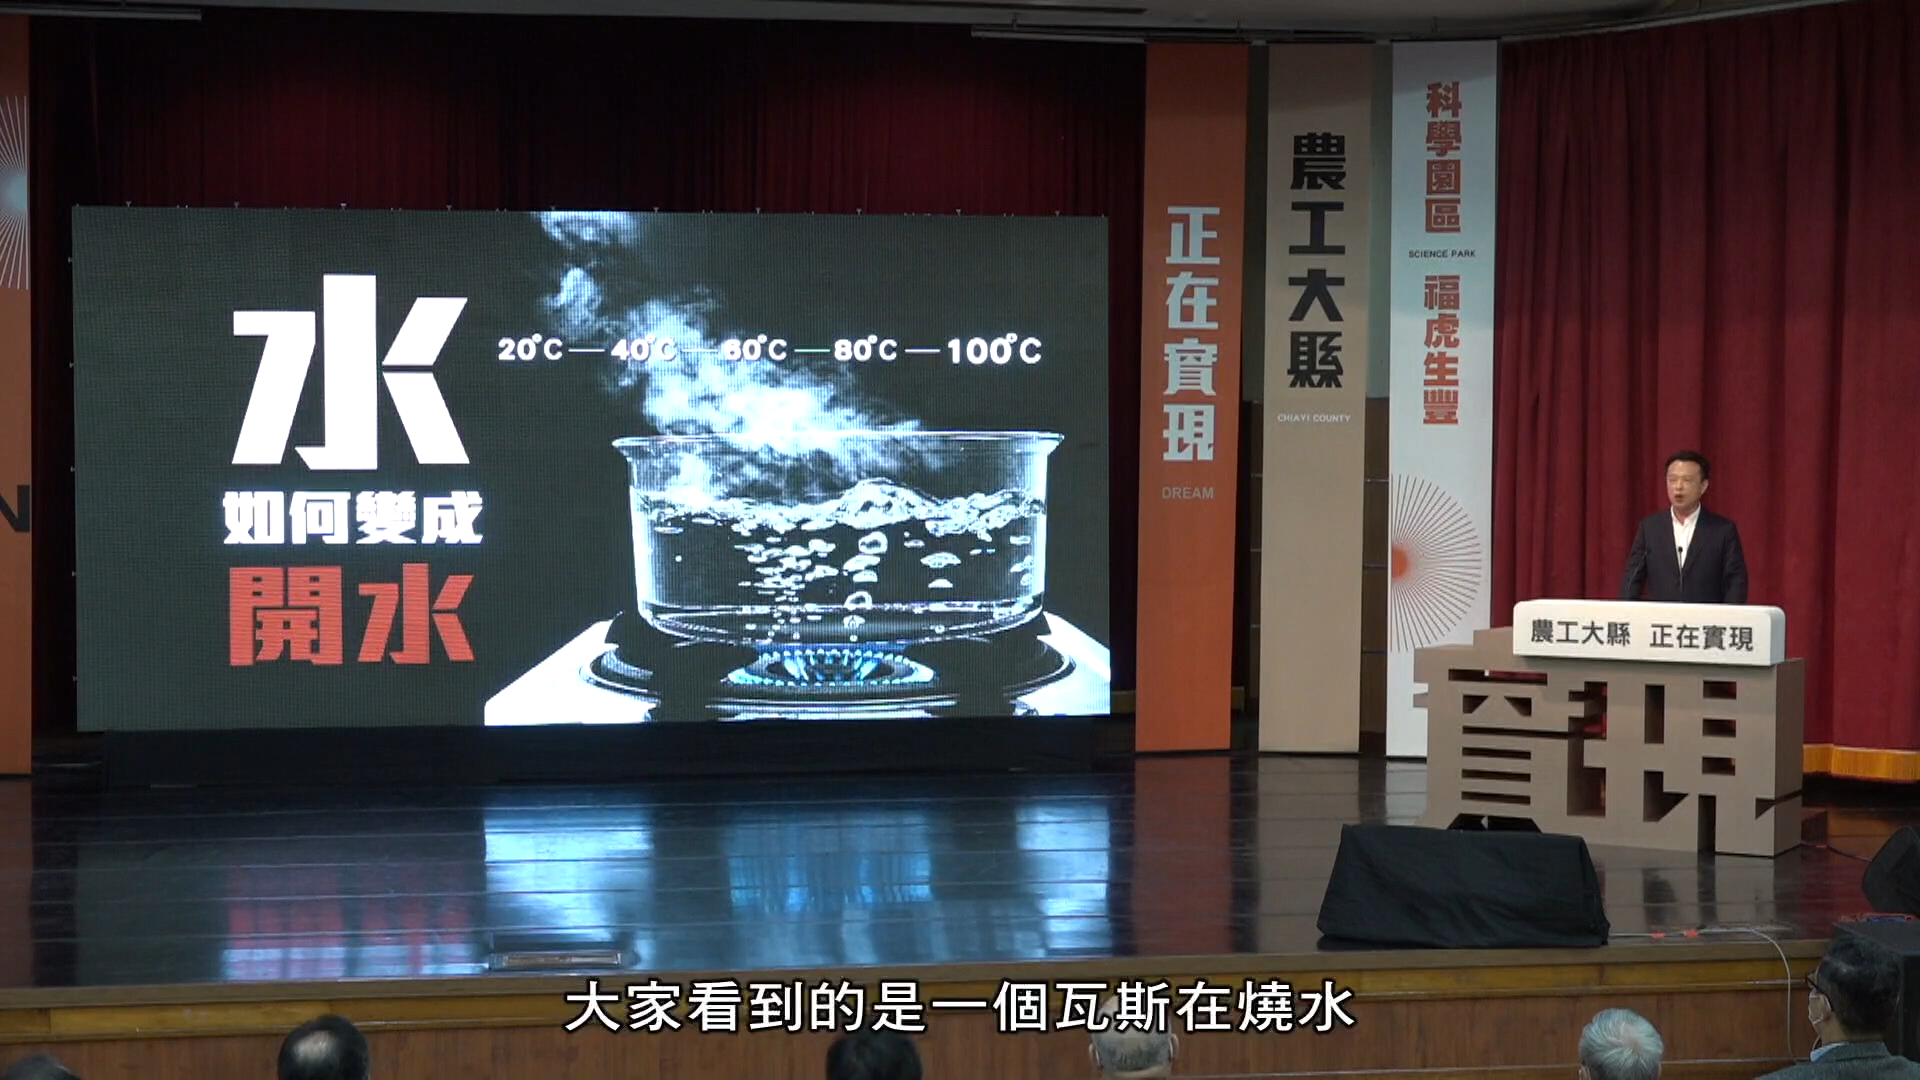 水
如何變成
開水
20°C—40°C—60°C—80°C—100°C
正在實現
DREAM
農工大縣
CHIAYI COUNTY
科學園區
SCIENCE PARK
福虎生豐
農工大縣 正在實現
實現
N
大家看到的是一個瓦斯在燒水